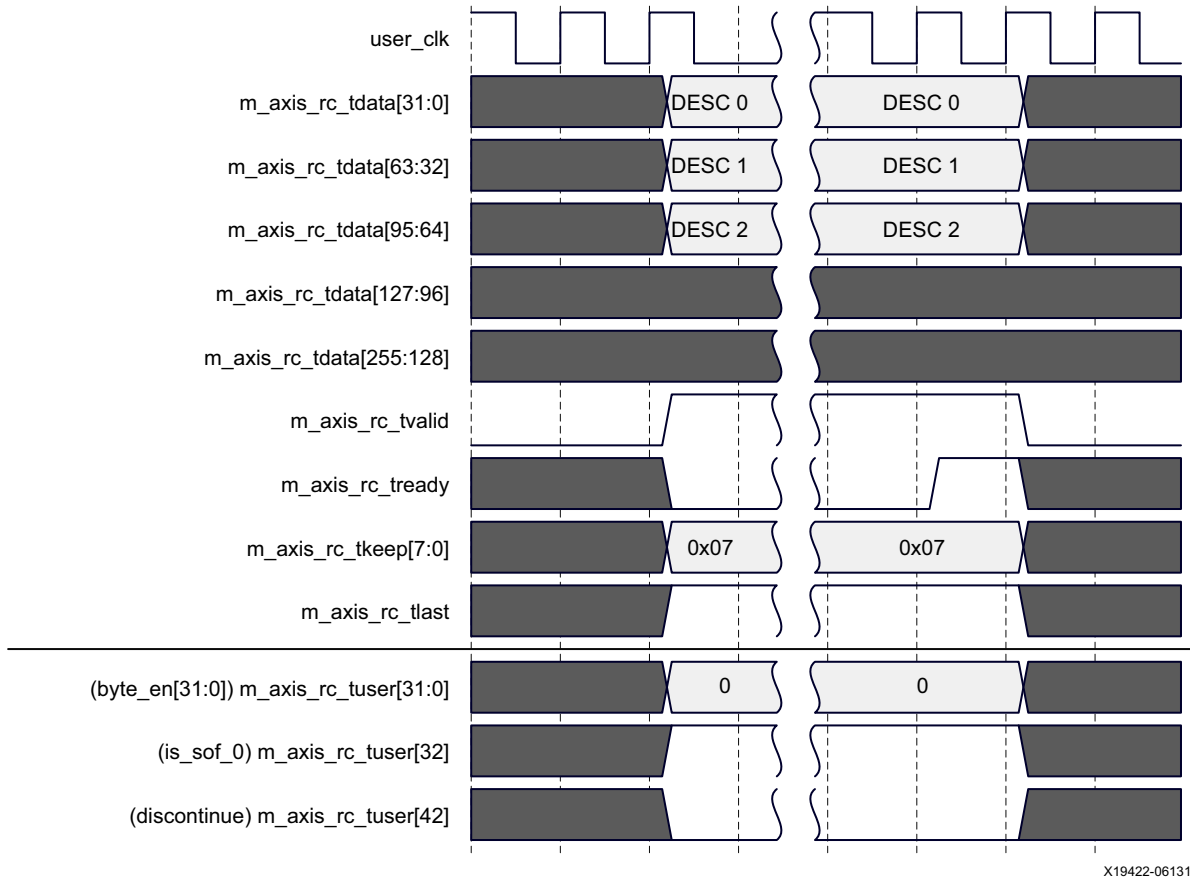 user_clk
m_axis_rc_tdata[31:0] DESC 0 DESC 0
m_axis_rc_tdata[63:32] DESC 1 DESC 1
m_axis_rc_tdata[95:64] DESC 2 DESC 2
m_axis_rc_tdata[127:96]
m_axis_rc_tdata[255:128]
m_axis_rc_tvalid
m_axis_rc_tready
m_axis_rc_tkeep[7:0] 0x07 0x07
m_axis_rc_tlast
(byte_en[31:0]) m_axis_rc_tuser[31:0] 0 0
(is_sof_0) m_axis_rc_tuser[32]
(discontinue) m_axis_rc_tuser[42]
X19422-06131